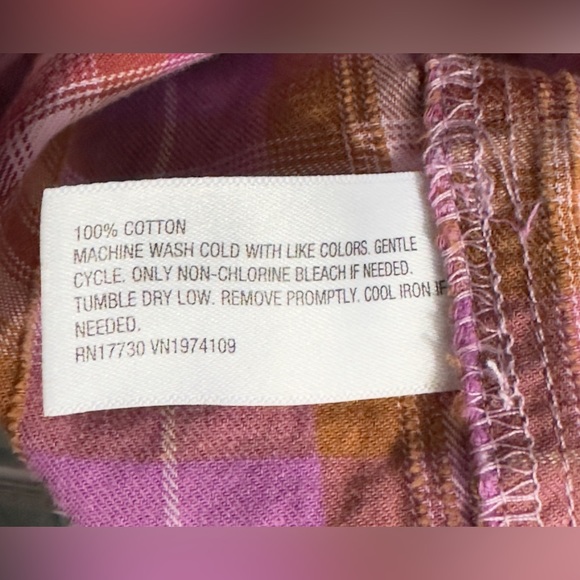 100% COTTON
MACHINE WASH COLD WITH LIKE COLORS. GENTLE
CYCLE. ONLY NON-CHLORINE BLEACH IF NEEDED.
TUMBLE DRY LOW. REMOVE PROMPTLY. COOL IRON IF
NEEDED.
RN17730 VN1974109